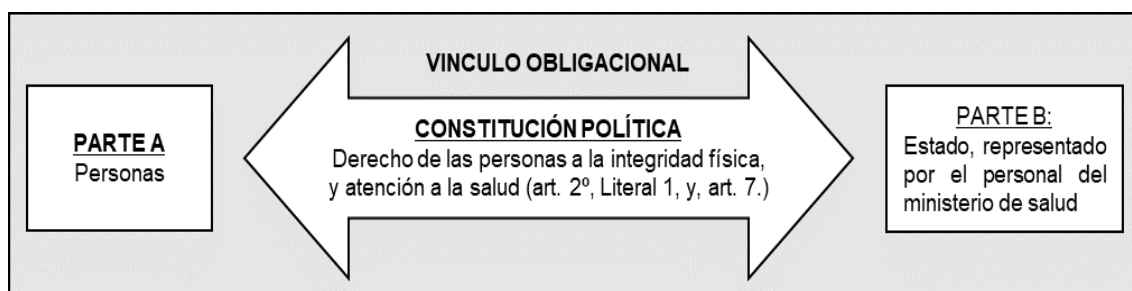 VINCULO OBLIGACIONAL
PARTE A
Personas
CONSTITUCIÓN POLÍTICA
Derecho de las personas a la integridad física,
y atención a la salud (art. 2º, Literal 1, y, art. 7.)
PARTE B:
Estado, representado
por el personal del
ministerio de salud